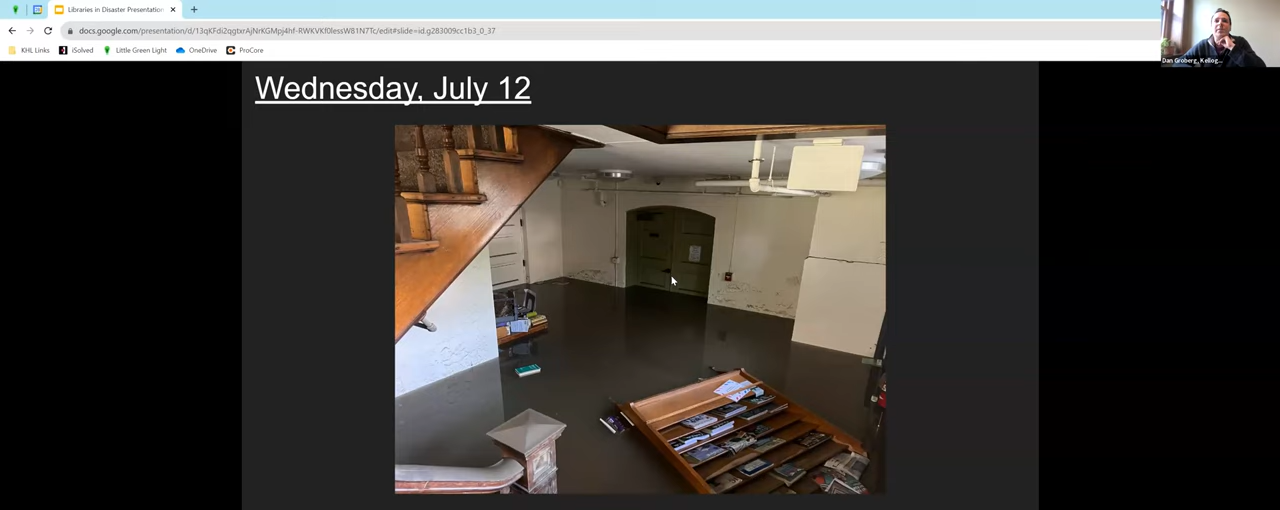 Libraries in Disaster Presentation
docs.google.com/presentation/d/13qKFdi2qgtxrAjNrKGMpj4hf-RWKVKf0IessW81N7Tc/edit#slide=id.g283009cc1b3_0_37
KHL Links
iSolved
Little Green Light
OneDrive
ProCore
Dan Groberg, Kellog...
Wednesday, July 12